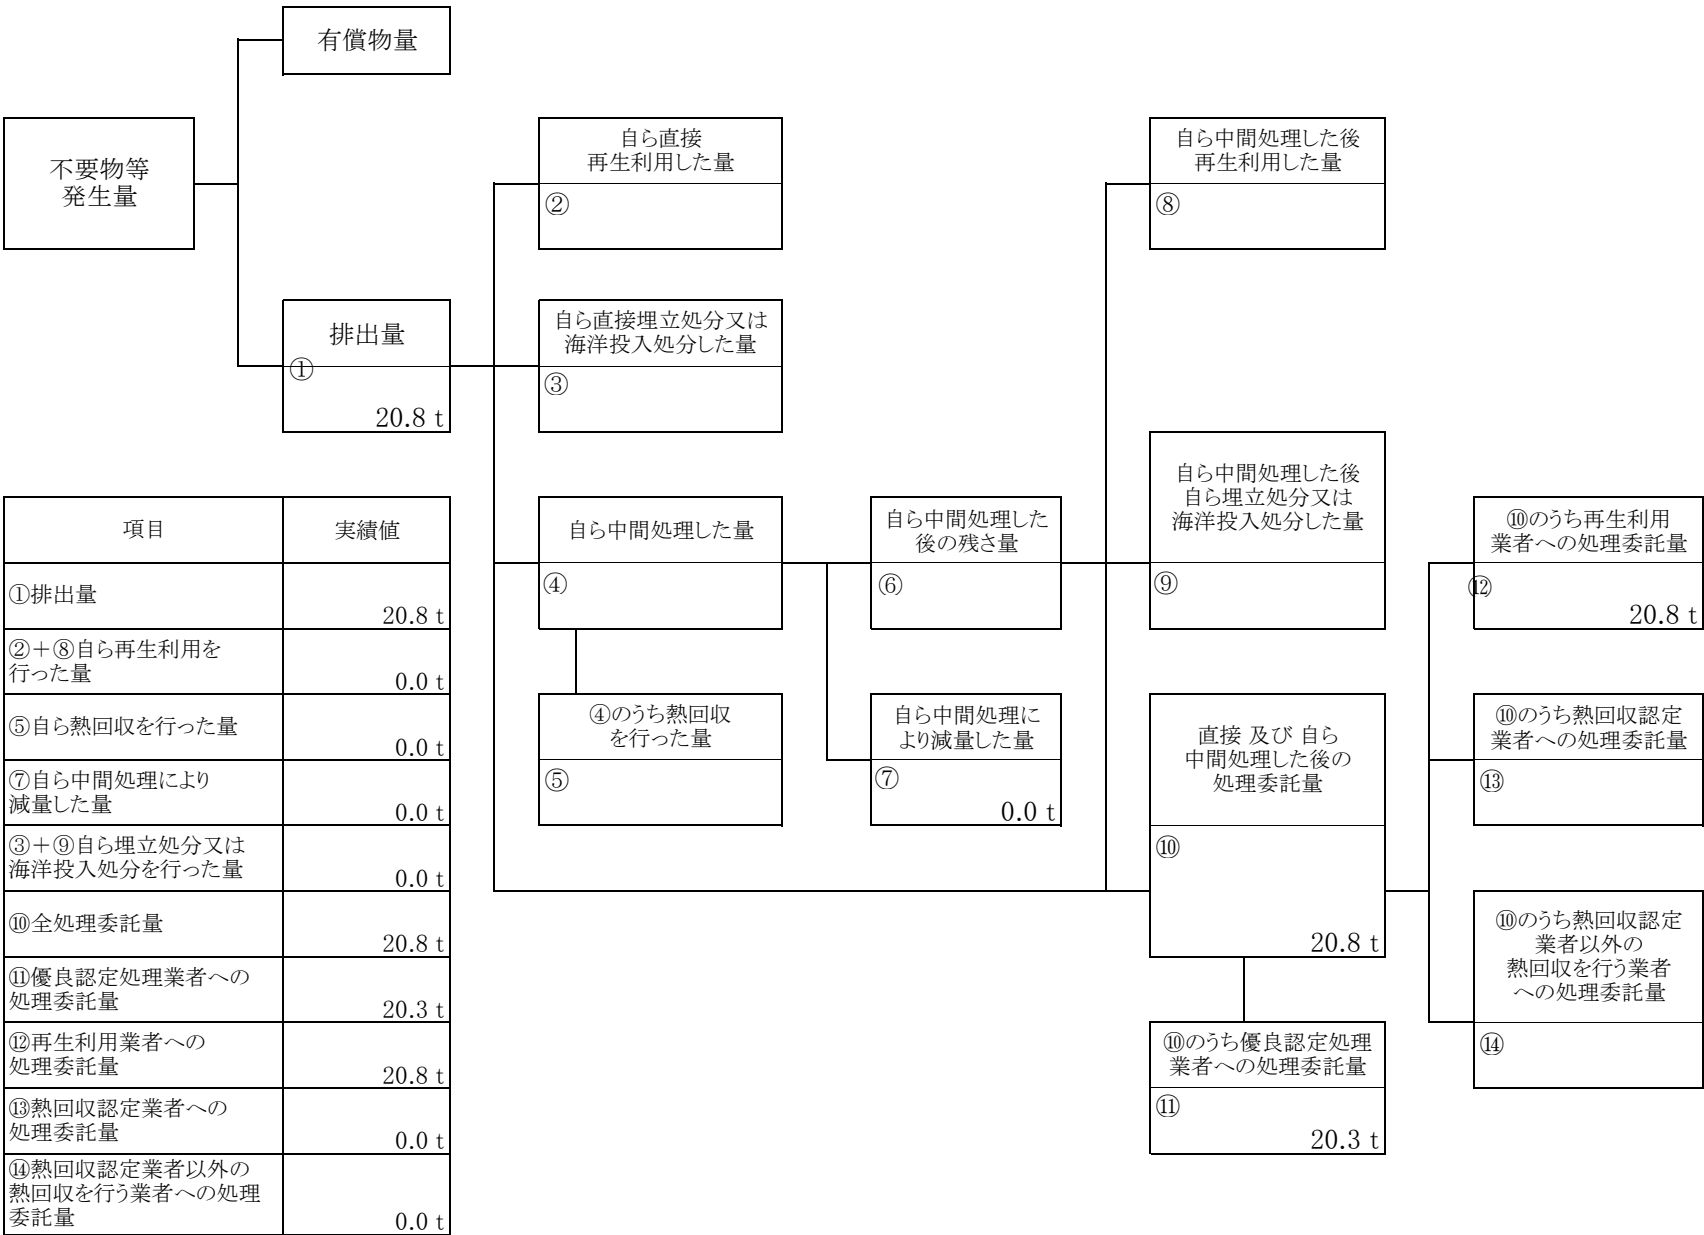 有償物量
不要物等
発生量
自ら直接
再生利用した量
②
自ら中間処理した後
再生利用した量
⑧
排出量
①
20.8 t
自ら直接埋立処分又は
海洋投入処分した量
③
自ら中間処理した量
④
自ら中間処理した
後の残さ量
⑥
自ら中間処理した後
自ら埋立処分又は
海洋投入処分した量
⑨
⑩のうち再生利用
業者への処理委託量
⑫
20.8 t
④のうち熱回収
を行った量
⑤
自ら中間処理に
より減量した量
⑦
0.0 t
直接 及び 自ら
中間処理した後の
処理委託量
⑩
20.8 t
⑩のうち熱回収認定
業者への処理委託量
⑬
⑩のうち熱回収認定
業者以外の
熱回収を行う業者
への処理委託量
⑭
⑩のうち優良認定処理
業者への処理委託量
⑪
20.3 t
項目 実績値
①排出量
20.8 t
②+⑧自ら再生利用を
行った量
0.0 t
⑤自ら熱回収を行った量
0.0 t
⑦自ら中間処理により
減量した量
0.0 t
③+⑨自ら埋立処分又は
海洋投入処分を行った量
0.0 t
⑩全処理委託量
20.8 t
⑪優良認定処理業者への
処理委託量
20.3 t
⑫再生利用業者への
処理委託量
20.8 t
⑬熱回収認定業者への
処理委託量
0.0 t
⑭熱回収認定業者以外の
熱回収を行う業者への処理
委託量
0.0 t